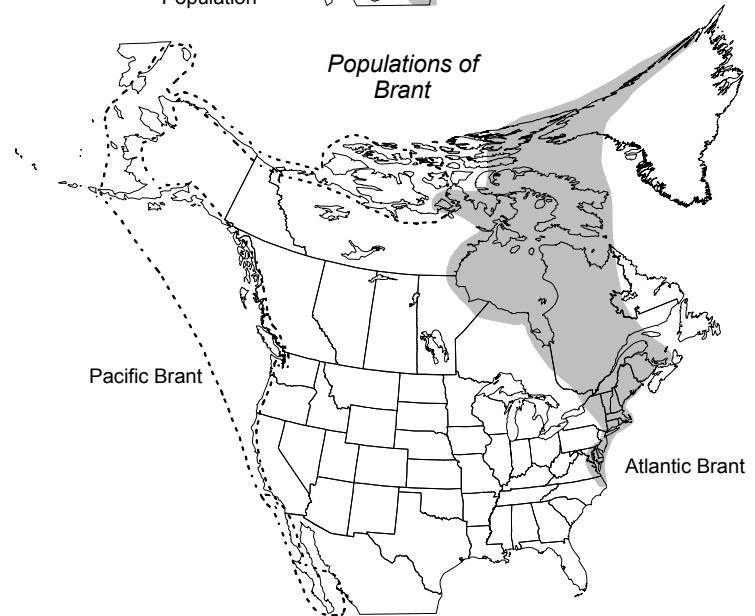 Population
Populations of
Brant
Pacific Brant
Atlantic Brant